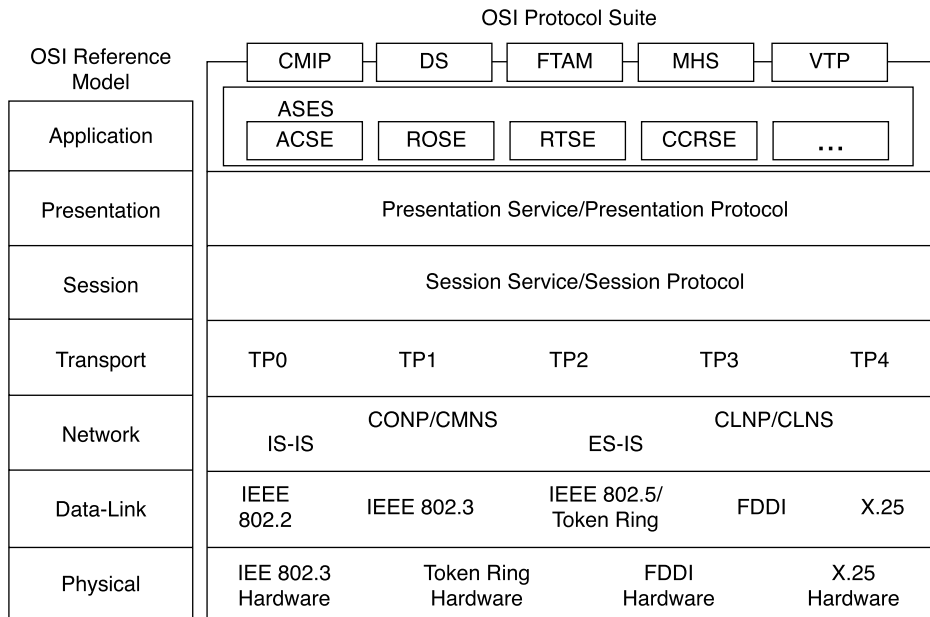 OSI Protocol Suite
OSI Reference
Model
CMIP DS FTAM MHS VTP
ASES
Application
ACSE ROSE RTSE CCRSE ...
Presentation
Presentation Service/Presentation Protocol
Session
Session Service/Session Protocol
Transport
TP0 TP1 TP2 TP3 TP4
Network
CONP/CMNS CLNP/CLNS
IS-IS ES-IS
Data-Link
IEEE
802.2
IEEE 802.3
IEEE 802.5/
Token Ring
FDDI
X.25
Physical
IEE 802.3
Hardware
Token Ring
Hardware
FDDI
Hardware
X.25
Hardware